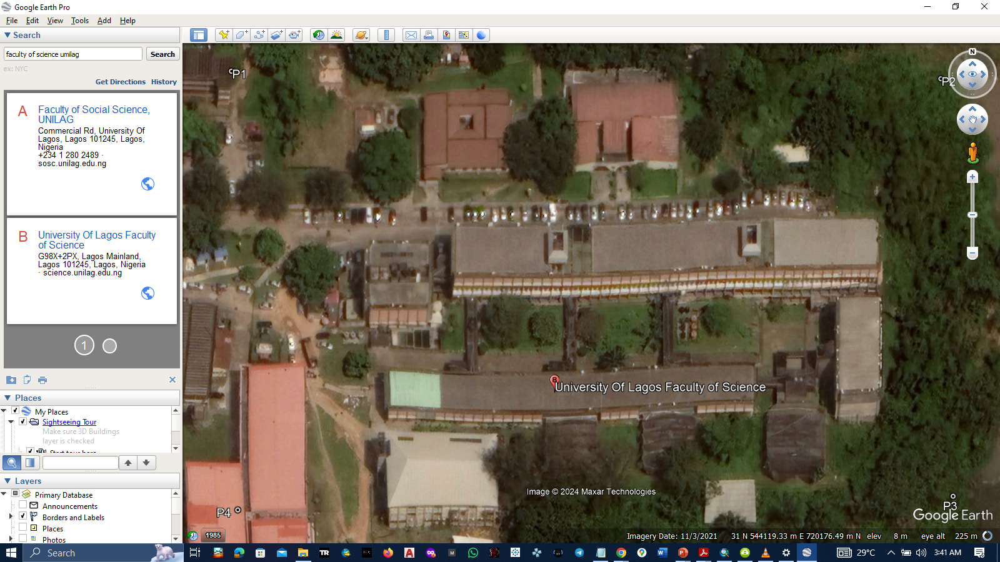 Google Earth Pro
File Edit View Tools Add Help
Search
faculty of science umilag
Search
ex: NYC
Get Directions History
A
Faculty of Social Science,
UNILAG
Commercial Rd, University Of
Lagos, Lagos 101245, Lagos,
Nigeria
+234 1 280 2489 ·
sosc.unilag.edu.ng
B
University Of Lagos Faculty
of Science
G98X+2PX, Lagos Mainland,
Lagos 101245, Lagos, Nigeria
· science.unilag.edu.ng
1
Places
My Places
Sightseeing Tour
Make sure 3D Buildings
layer is checked
Start tour here
Layers
Primary Database
Announcements
Borders and Labels
Places
Photos
P1
N
P2
B
University Of Lagos Faculty of Science
Image © 2024 Maxar Technologies
P3
P4
Google Earth
1985
Imagery Date: 11/3/2021 31 N 544119.33 m E 720176.49 m N elev 8 m eye alt 225 m
Search
TR
29°C
3:41 AM